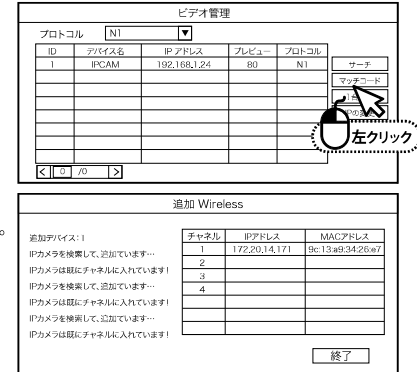 ビデオ管理
プロトコル N1
ID デバイス名 IP アドレス プレビュー プロトコル
1 IPCAM 192.168.1.24 80 N1
サーチ
マッチコード
左クリック
< 0 /0 >
追加 Wireless
追加デバイス:1
IPカメラを検索して、追加ています…
IPカメラは既にチャネルに入れています!
IPカメラを検索して、追加ています…
IPカメラは既にチャネルに入れています!
IPカメラを検索して、追加ています…
IPカメラは既にチャネルに入れています!
チャネル IPアドレス MACアドレス
1 172.20.14.171 9c:13:a9:34:26:e7
2
3
4
終了
。